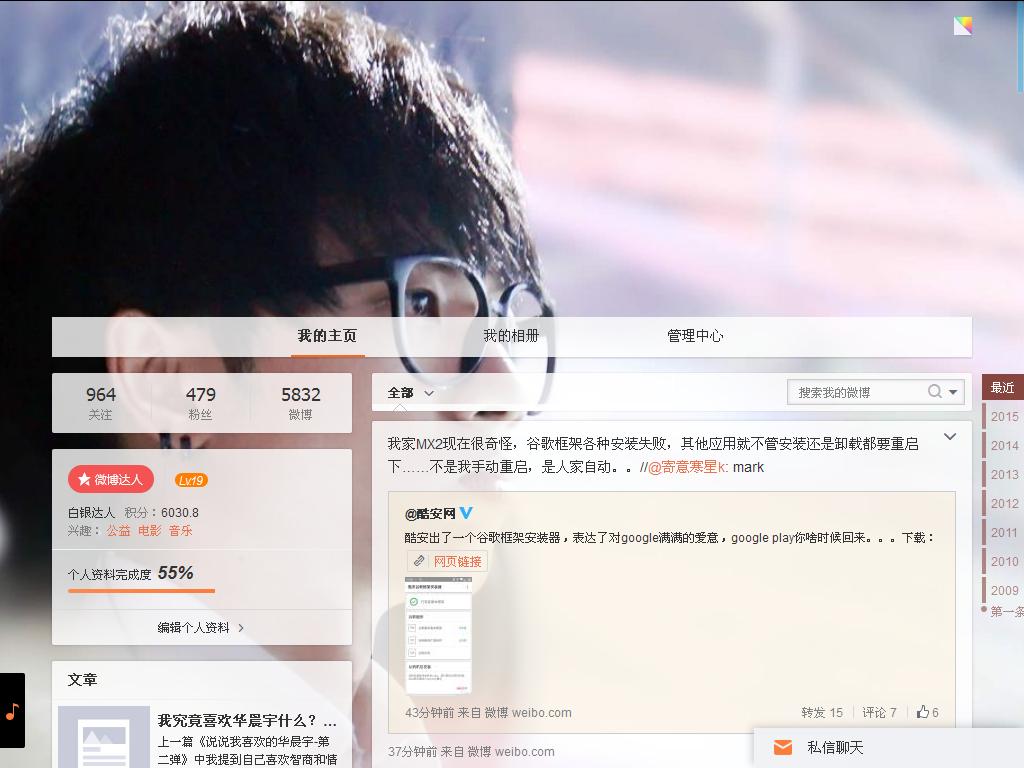 我的主页
我的相册
管理中心
964
关注
479
粉丝
5832
微博
全部
搜索我的微博
最近
2015
2014
2013
2012
2011
2010
2009
第一条
微博达人
Lv.19
白银达人 积分：6030.8
兴趣： 公益 电影 音乐
个人资料完成度 55%
编辑个人资料
文章
我究竟喜欢华晨宇什么？...
上一篇《说说我喜欢的华晨宇-第
二弹》中我提到自己喜欢智商和情
我家MX2现在很奇怪，谷歌框架各种安装失败，其他应用就不管安装还是卸载都要重启
下……不是我手动重启，是人家自动。。//@寄意寒星k: mark
@酷安网
酷安出了一个谷歌框架安装器，表达了对google满满的爱意，google play你啥时候回来。。。下载：
网页链接
43分钟前 来自 微博 weibo.com
转发 15
评论 7
6
37分钟前 来自 微博 weibo.com
私信聊天